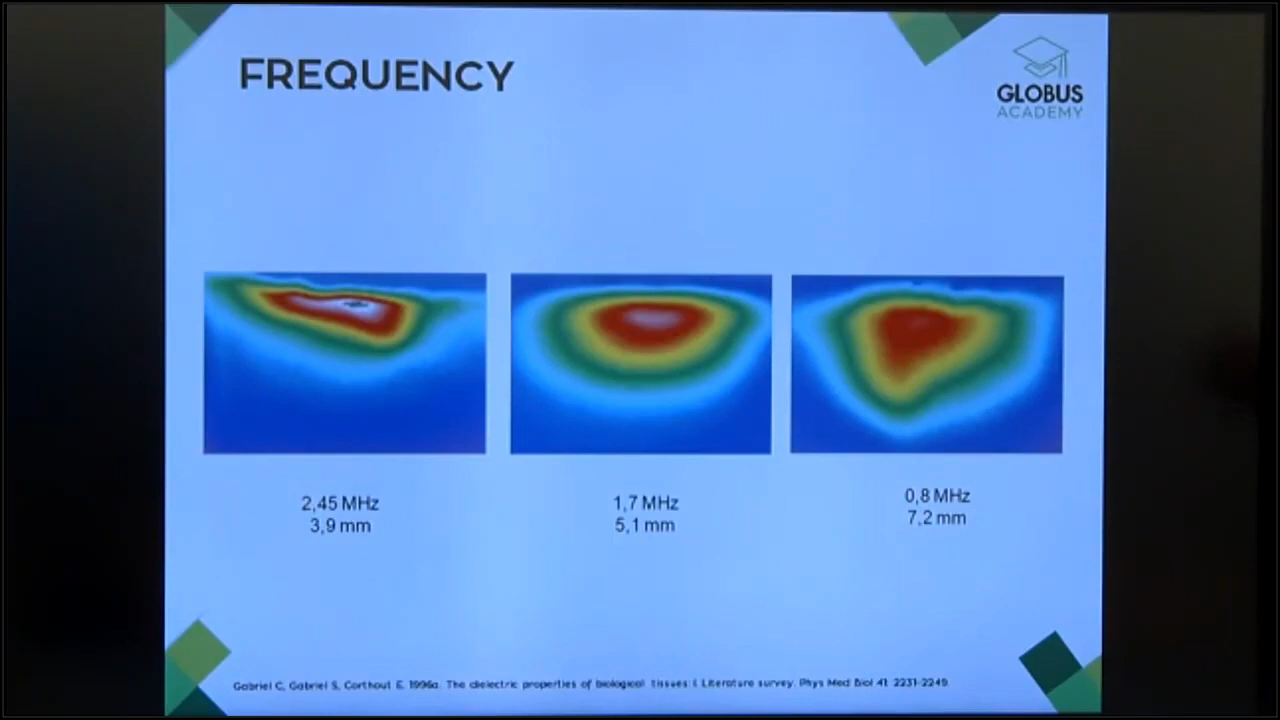 FREQUENCY
GLOBUS
ACADEMY
2,45 MHz
3,9 mm
1,7 MHz
5,1 mm
0,8 MHz
7,2 mm
Gabriel C, Gabriel S, Corthout E. 1996a. The dielectric properties of biological tissues: I. Literature survey. Phys Med Biol 41: 2231-2249.